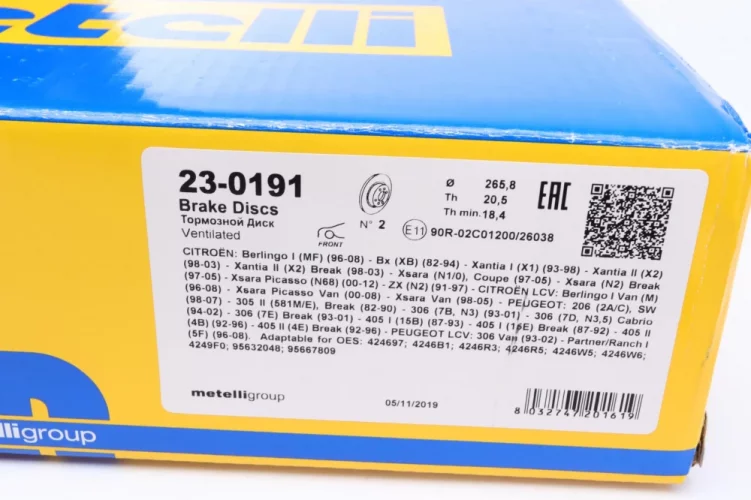 etelli
23-0191
Brake Discs
Тормозной Диск
Ventilated
FRONT
N° 2
Ø 265,8
Th 20,5
Th min. 18,4
EAC
E11 90R-02C01200/26038
CITROËN: Berlingo I (MF) (96-08) - Bx (XB) (82-94) - Xantia I (X1) (93-98) - Xantia II (X2)
(98-03) - Xantia II (X2) Break (98-03) - Xsara (N1/0), Coupe (97-05) - Xsara (N2) Break
(97-05) - Xsara Picasso (N68) (00-12) - ZX (N2) (91-97) - CITROËN LCV: Berlingo I Van (M)
(96-08) - Xsara Picasso Van (00-08) - Xsara Van (98-05) - PEUGEOT: 206 (2A/C), SW
(98-07) - 305 II (581M/E), Break (82-90) - 306 (7B, N3) (93-01) - 306 (7D, N3,5) Cabrio
(94-02) - 306 (7E) Break (93-01) - 405 I (15B) (87-93) - 405 I (15E) Break (87-92) - 405 II
(4B) (92-96) - 405 II (4E) Break (92-96) - PEUGEOT LCV: 306 Van (93-02) - Partner/Ranch I
(5F) (96-08). Adaptable for OES: 424697; 4246B1; 4246R3; 4246R5; 4246W5; 4246W6;
4249F0; 95632048; 95667809
metelligroup
05/11/2019
8 032747 201619
elligroup